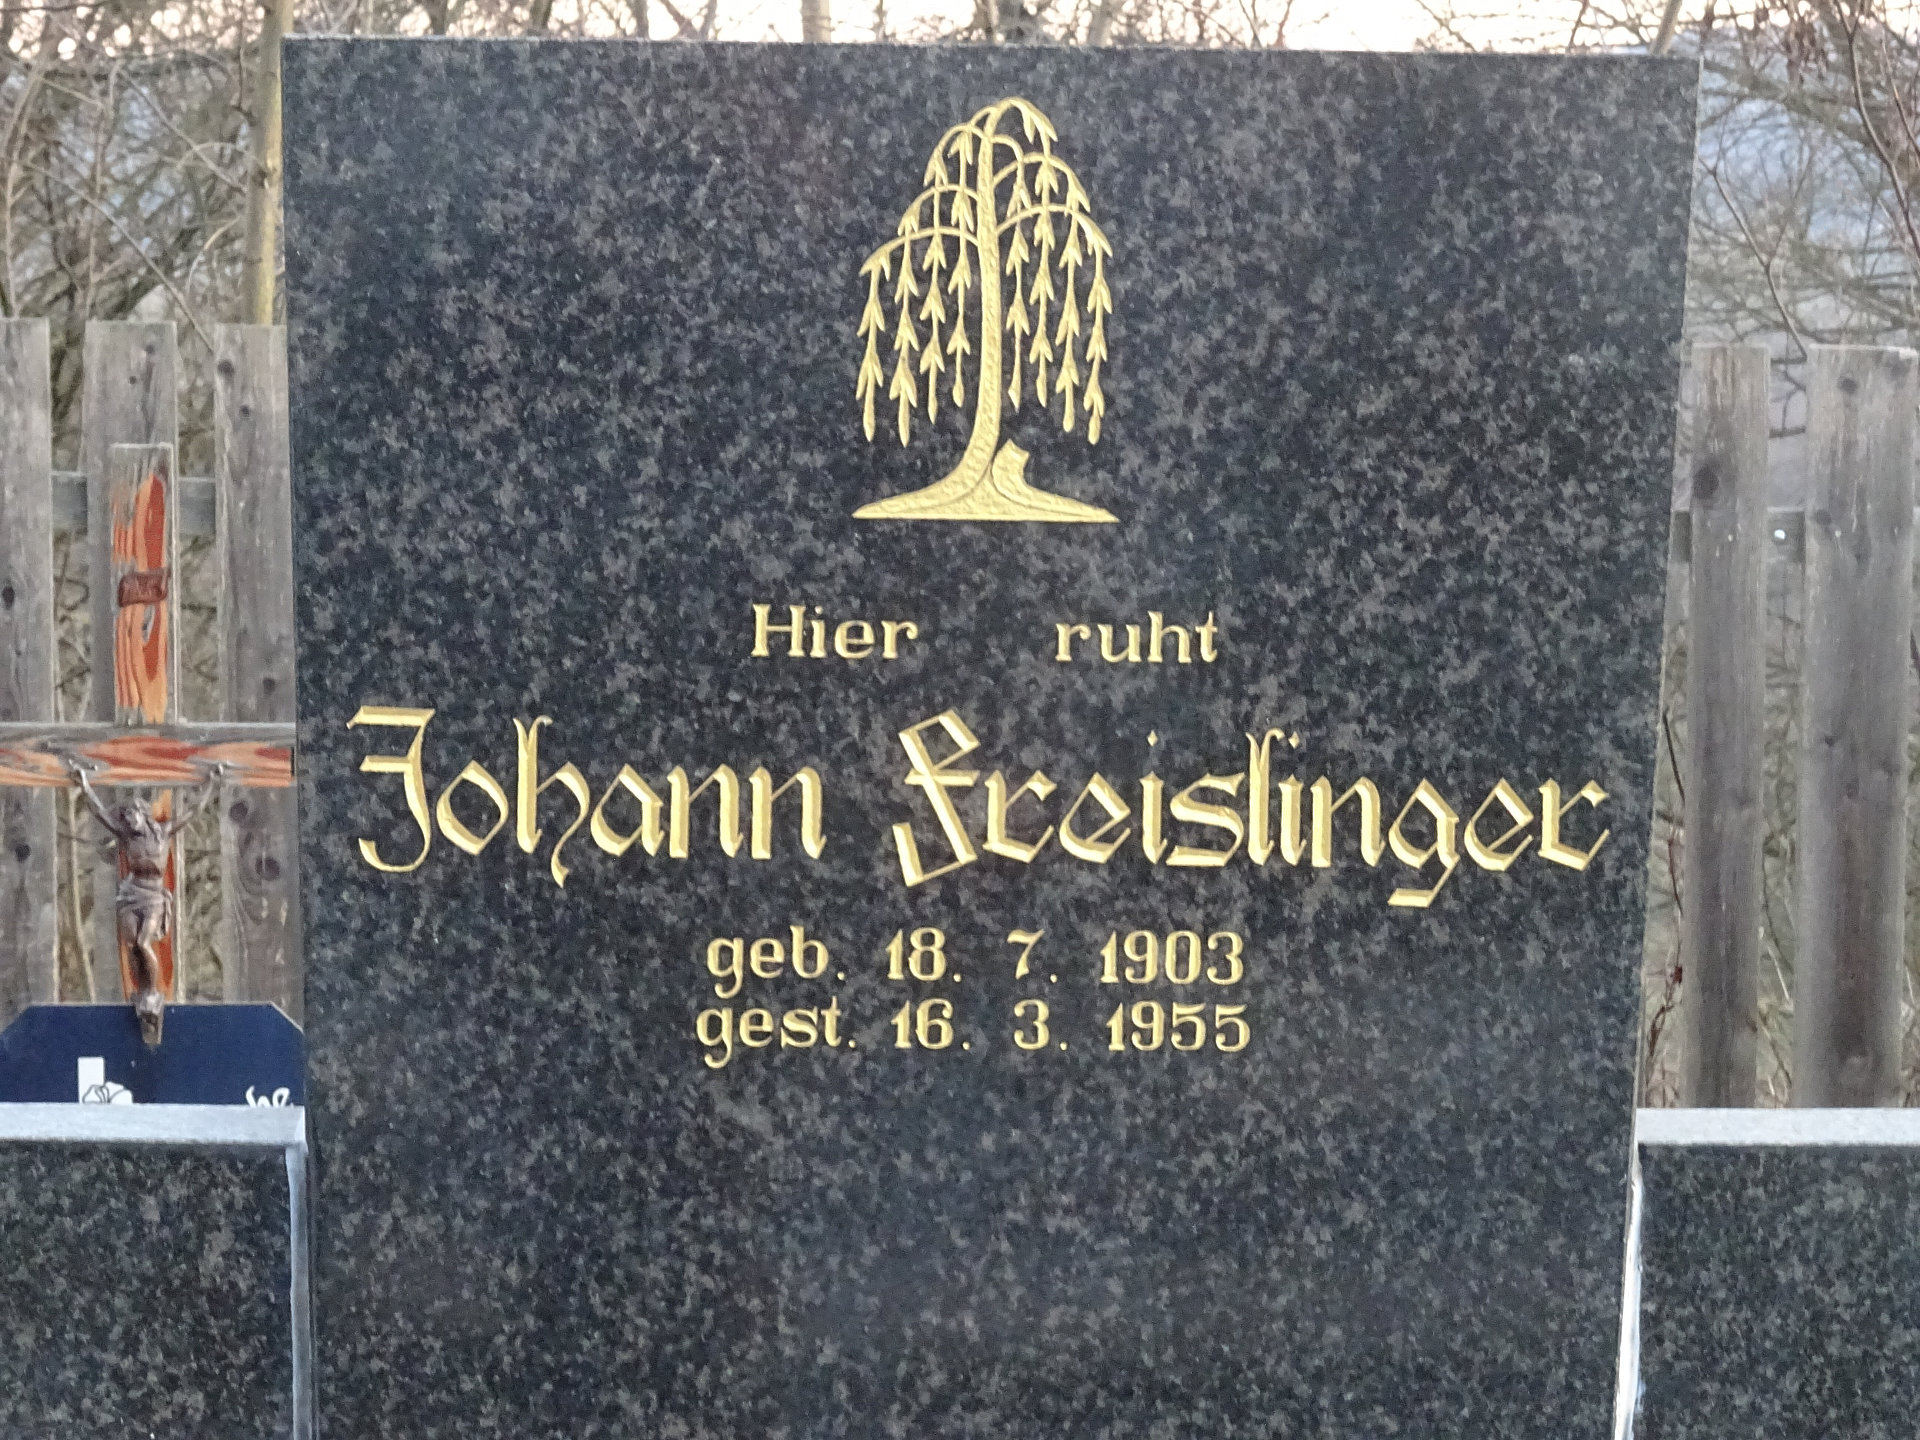 Hier ruht
Johann Freislinger
geb. 18. 7. 1903
gest. 16. 3. 1955